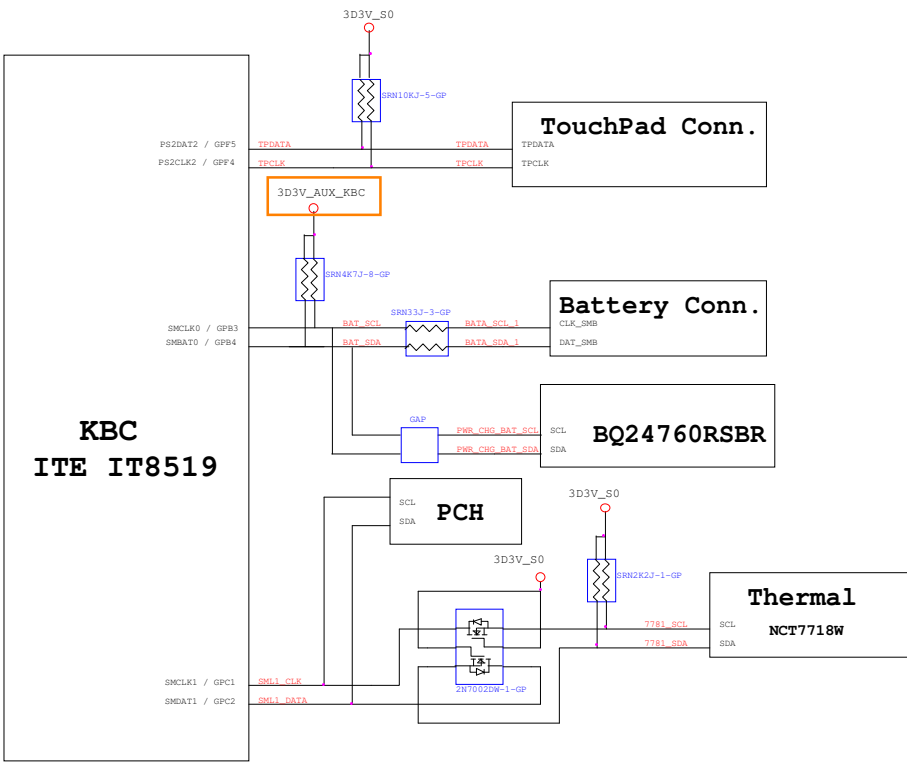 3D3V_S0
SRN10KJ-5-GP
TouchPad Conn.
PS2DAT2 / GPF5 TPDATA TPDATA TPDATA
PS2CLK2 / GPF4 TPCLK TPCLK TPCLK
3D3V_AUX_KBC
SRN4K7J-8-GP
Battery Conn.
SRN33J-3-GP
SMCLK0 / GPB3 BAT_SCL BATA_SCL_1 CLK_SMB
SMBAT0 / GPB4 BAT_SDA BATA_SDA_1 DAT_SMB
GAP
KBC
ITE IT8519
PWR_CHG_BAT_SCL SCL
BQ24760RSBR
PWR_CHG_BAT_SDA SDA
3D3V_S0
SCL
PCH
SDA
3D3V_S0
SRN2K2J-1-GP
Thermal
NCT7718W
7781_SCL SCL
7781_SDA SDA
SMCLK1 / GPC1 SML1_CLK
2N7002DW-1-GP
SMDAT1 / GPC2 SML1_DATA